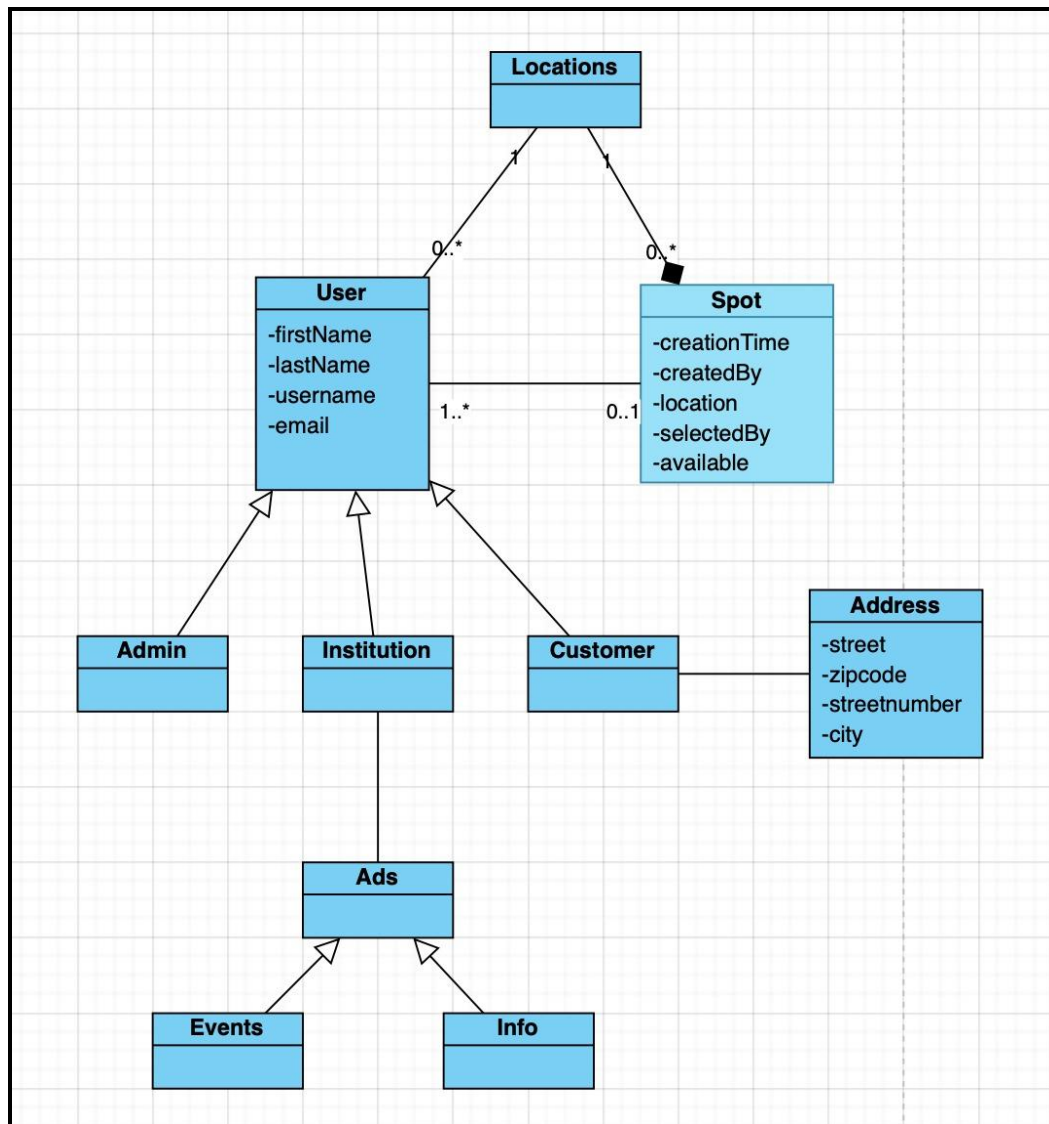 Locations
1
1
0..*
0..*
User
-firstName
-lastName
-username
-email
Spot
-creationTime
-createdBy
-location
-selectedBy
-available
1..*
0..1
Admin
Institution
Customer
Address
-street
-zipcode
-streetnumber
-city
Ads
Events
Info